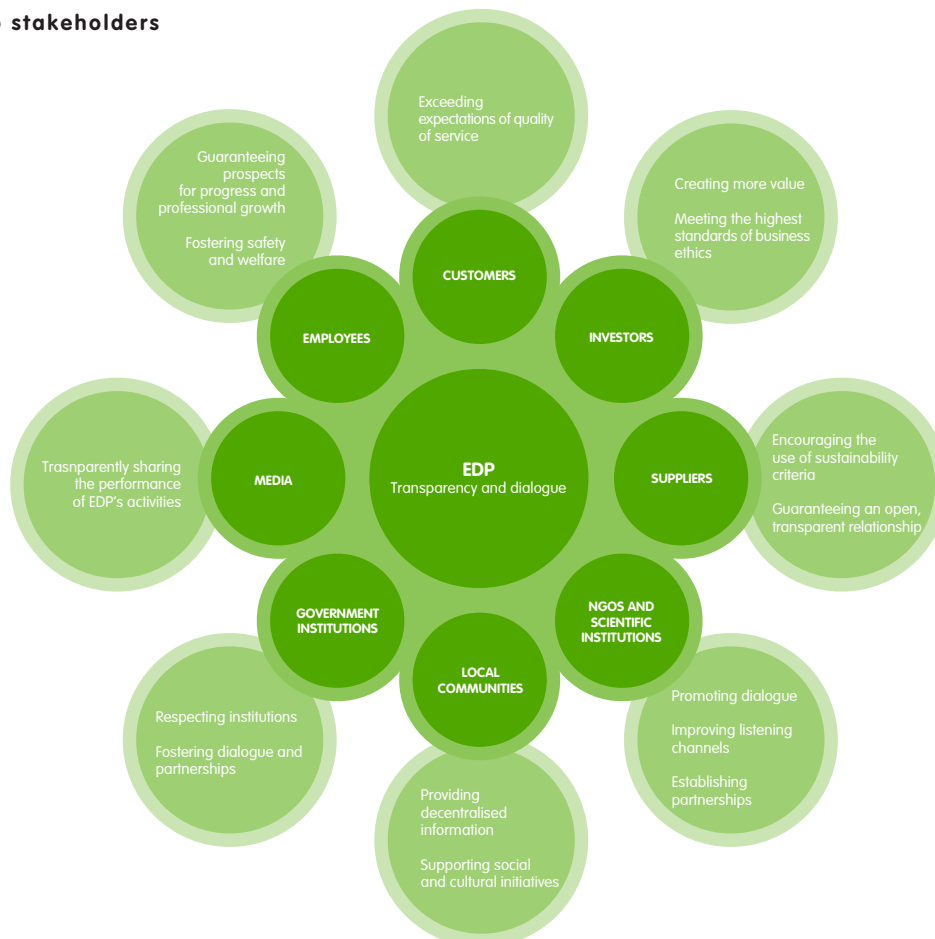 stakeholders
Exceeding
expectations of quality
of service
Guaranteeing
prospects
for progress and
professional growth
Fostering safety
and welfare
Creating more value
Meeting the highest
standards of business
ethics
CUSTOMERS
EMPLOYEES
INVESTORS
Trasnparently sharing
the performance
of EDP's activities
MEDIA
EDP
Transparency and dialogue
SUPPLIERS
Encouraging the
use of sustainability
criteria
Guaranteeing an open,
transparent relationship
GOVERNMENT
INSTITUTIONS
NGOS AND
SCIENTIFIC
INSTITUTIONS
LOCAL
COMMUNITIES
Respecting institutions
Fostering dialogue and
partnerships
Promoting dialogue
Improving listening
channels
Establishing
partnerships
Providing
decentralised
information
Supporting social
and cultural initiatives